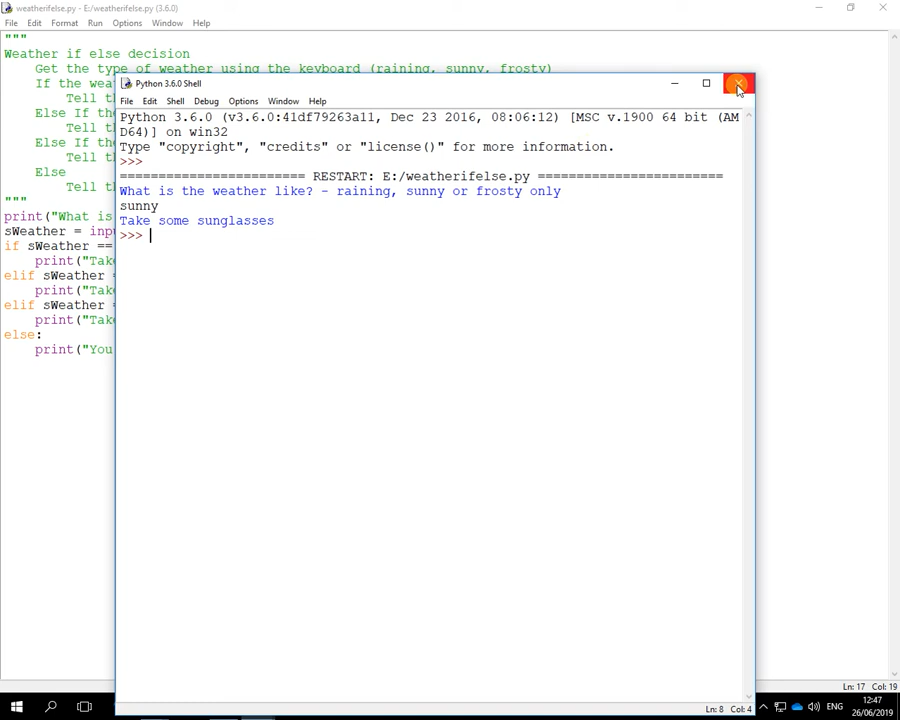 weatherifelse.py - E:/weatherifelse.py (3.6.0)
File Edit Format Run Options Window Help
"""
Weather if else decision
Get the type of weather using the keyboard (raining, sunny, frosty)
If the wea
Tell th
Else If the
Tell th
Else If the
Tell th
Else
Tell th
"""
print("What is
sWeather = inpu
if sWeather ==
print("Take
elif sWeather =
print("Take
elif sWeather =
print("Take
else:
print("You
Python 3.6.0 Shell
File Edit Shell Debug Options Window Help
Python 3.6.0 (v3.6.0:41df79263a11, Dec 23 2016, 08:06:12) [MSC v.1900 64 bit (AM
D64)] on win32
Type "copyright", "credits" or "license()" for more information.
>>>
======================== RESTART: E:/weatherifelse.py ========================
What is the weather like? - raining, sunny or frosty only
sunny
Take some sunglasses
>>>
Ln: 8 Col: 4
Ln: 17 Col: 19
ENG
12:47
26/06/2019